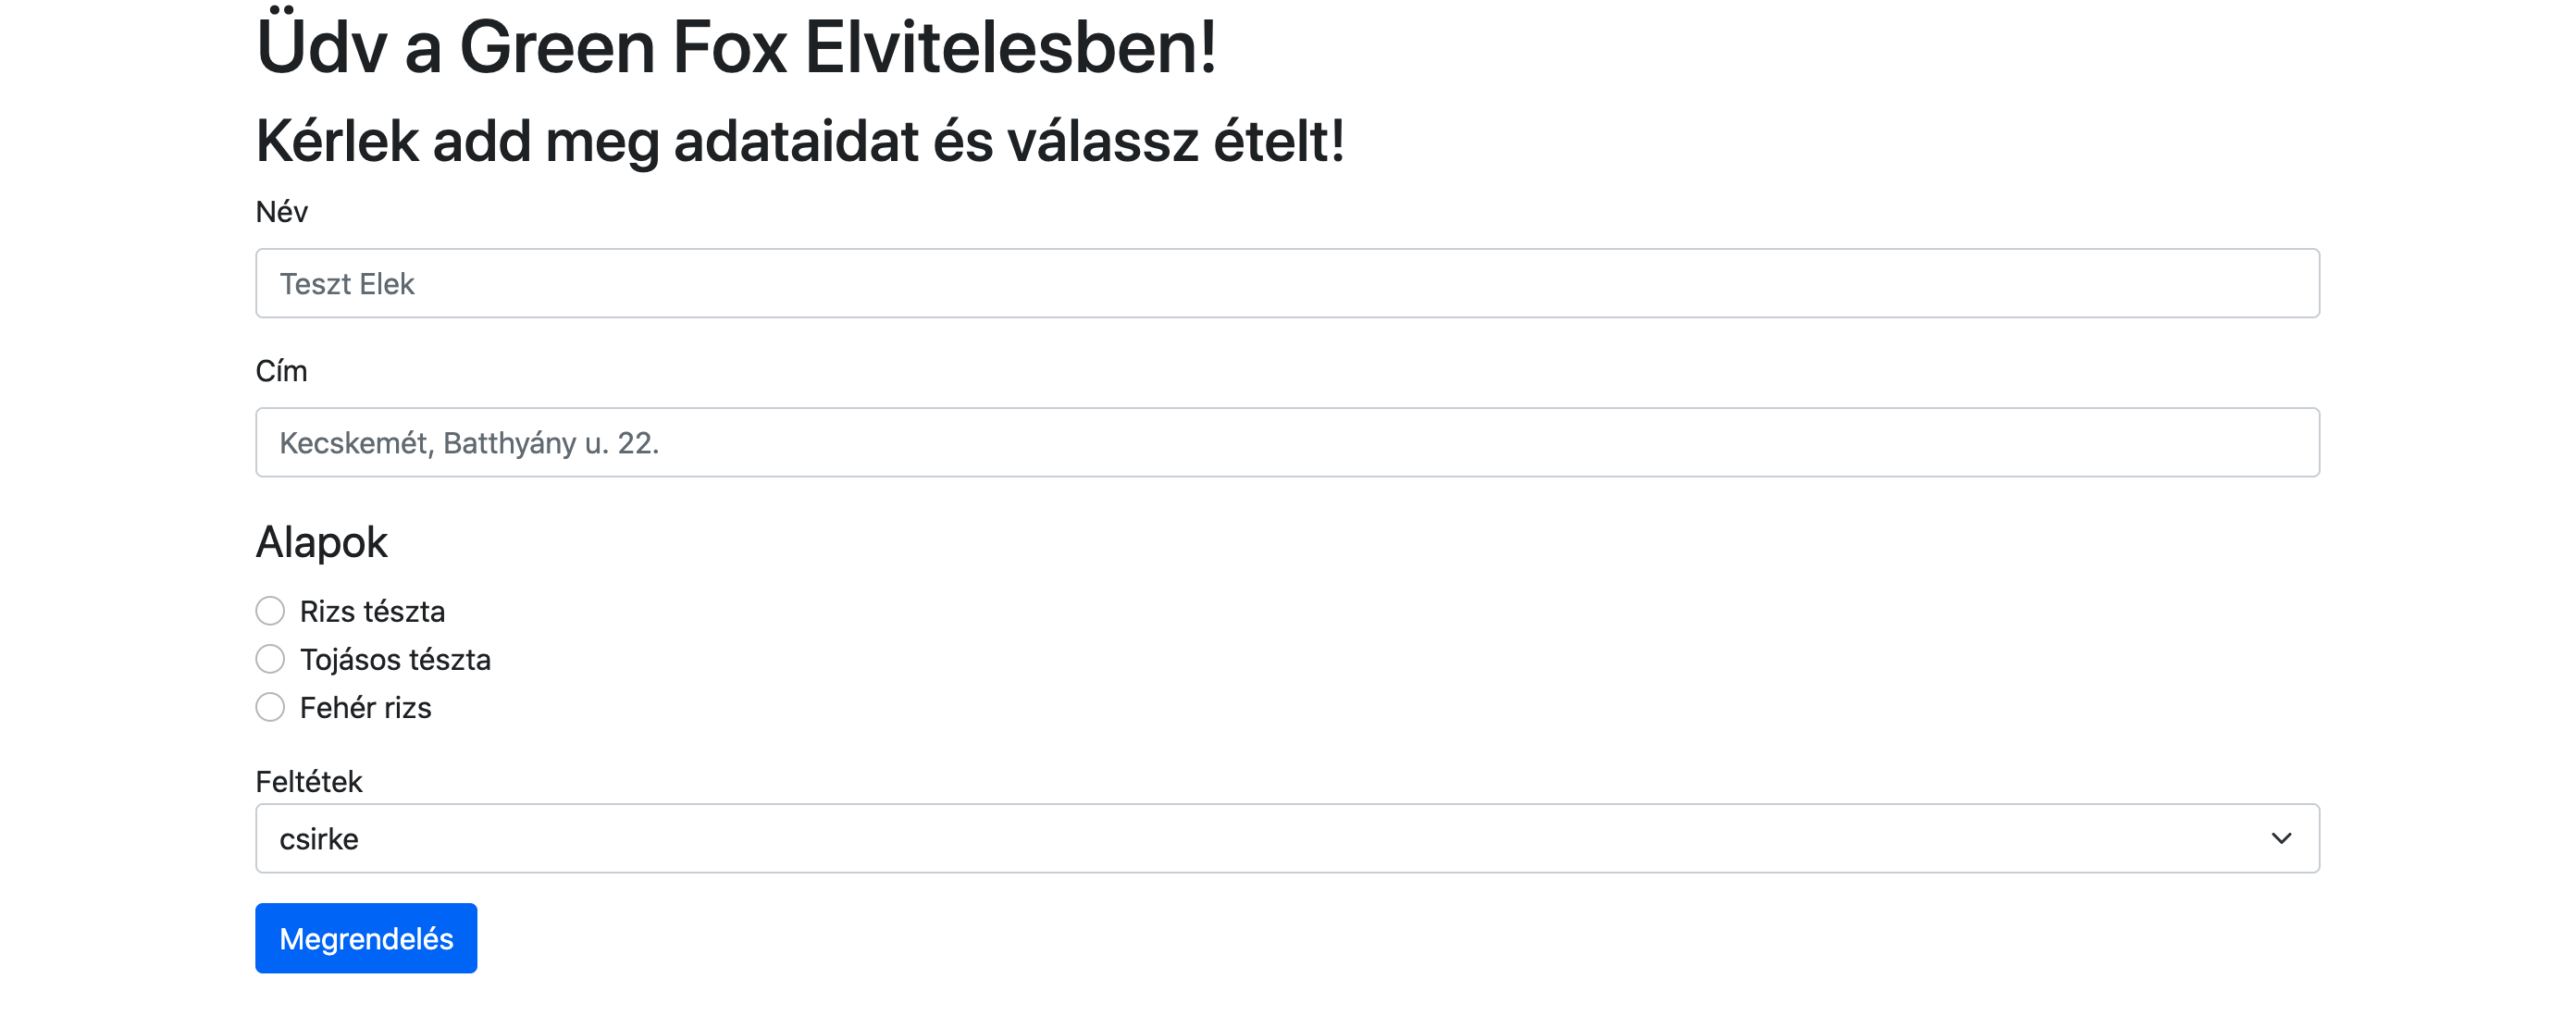 Üdv a Green Fox Elvitelesben!
Kérlek add meg adataidat és válassz ételt!
Név
Teszt Elek
Cím
Kecskemét, Batthyány u. 22.
Alapok
Rizs tészta
Tojásos tészta
Fehér rizs
Feltétek
csirke
Megrendelés